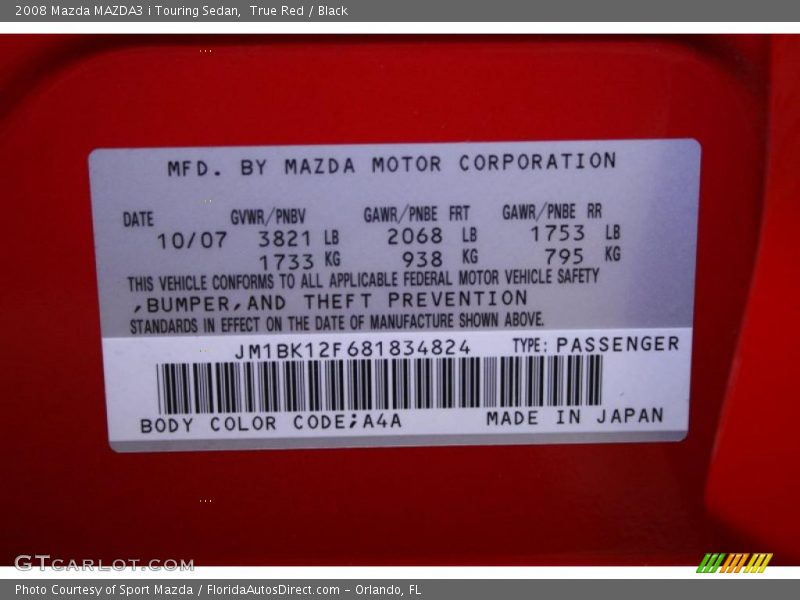 2008 Mazda MAZDA3 i Touring Sedan,  True Red / Black
MFD. BY MAZDA MOTOR CORPORATION
DATE GVWR/PNBV GAWR/PNBE FRT GAWR/PNBE RR
10/07 3821 LB 2068 LB 1753 LB
1733 KG 938 KG 795 KG
THIS VEHICLE CONFORMS TO ALL APPLICABLE FEDERAL MOTOR VEHICLE SAFETY
,BUMPER,AND THEFT PREVENTION
STANDARDS IN EFFECT ON THE DATE OF MANUFACTURE SHOWN ABOVE.
JM1BK12F681834824 TYPE: PASSENGER
BODY COLOR CODE;A4A MADE IN JAPAN
GTcarlot.com
Photo Courtesy of Sport Mazda / FloridaAutosDirect.com - Orlando, FL